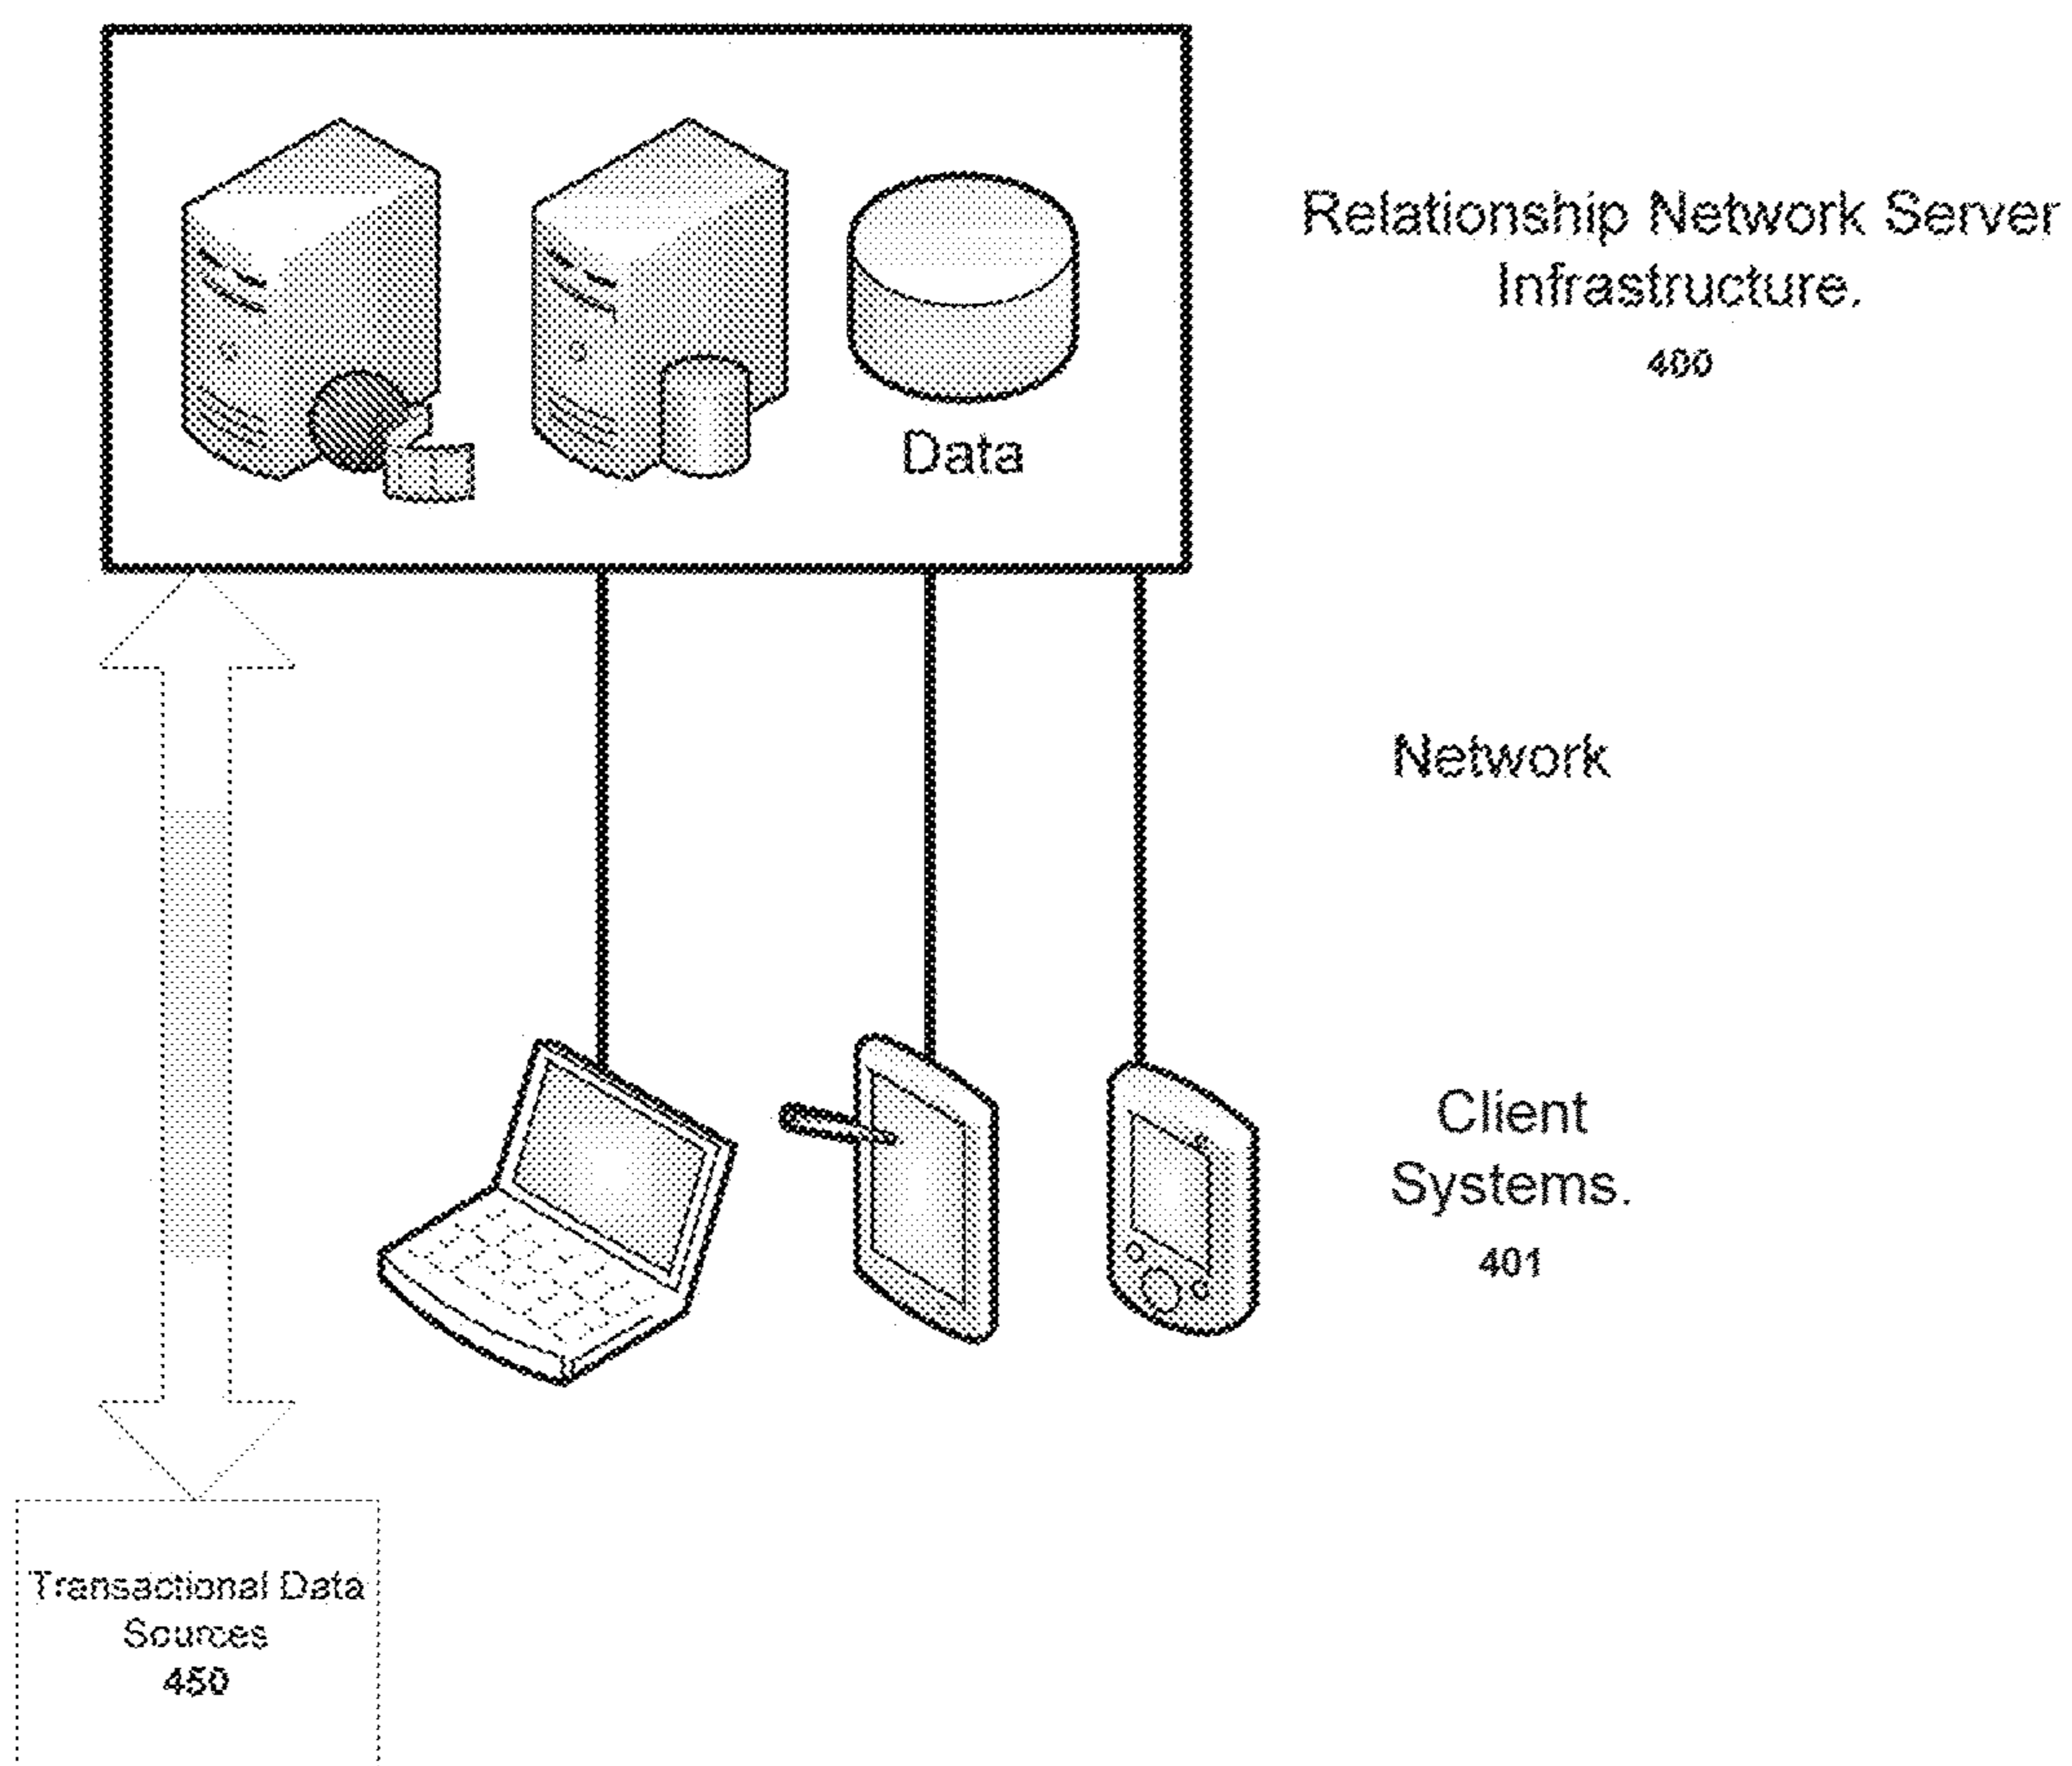 Relationship Network Server
Infrastructure.
400
Data
Network
Client
Systems.
401
Transactional Data
Sources
450